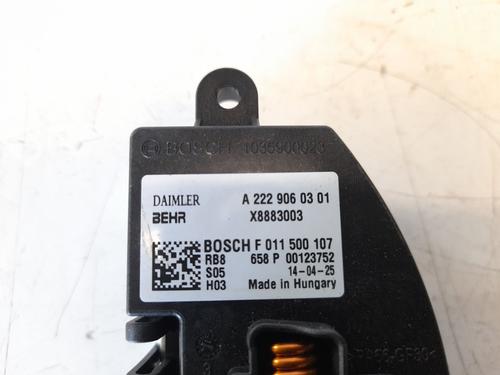 BOSCH 1035900023
DAIMLER A 222 906 03 01
BEHR X8883003
BOSCH F 011 500 107
RB8 658 P 00123752
S05 14-04-25
H03 Made in Hungary